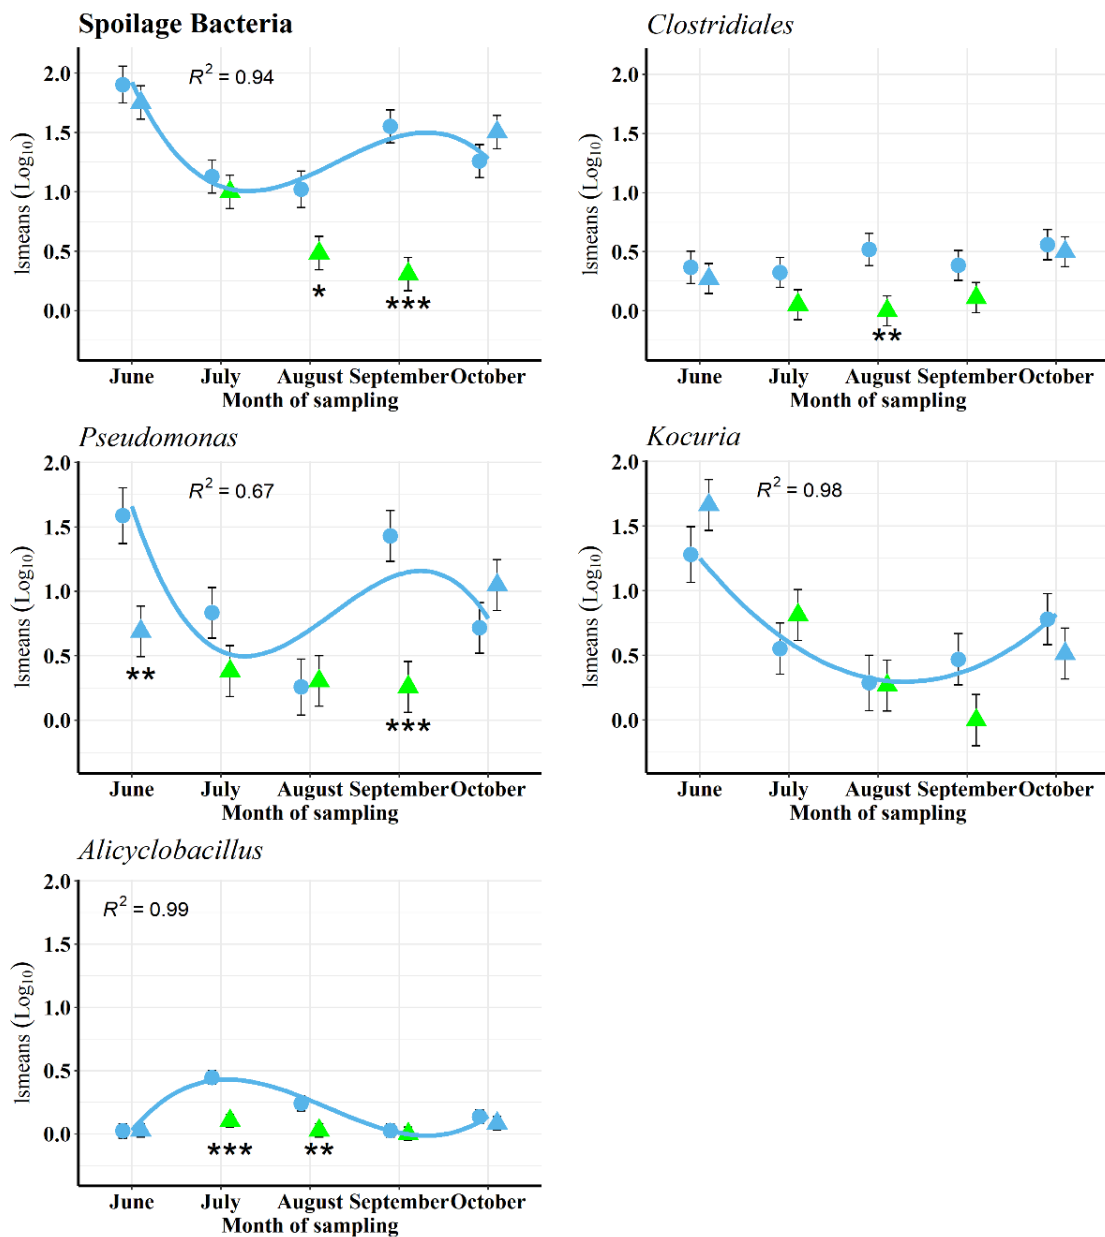 Spoilage Bacteria
R² = 0.94
lsmeans (Log₁₀)
2.0
1.5
1.0
0.5
0.0
*
***
June July August September October
Month of sampling
Clostridiales
lsmeans (Log₁₀)
2.0
1.5
1.0
0.5
0.0
**
June July August September October
Month of sampling
Pseudomonas
R² = 0.67
lsmeans (Log₁₀)
2.0
1.5
1.0
0.5
0.0
**
***
June July August September October
Month of sampling
Kocuria
R² = 0.98
lsmeans (Log₁₀)
2.0
1.5
1.0
0.5
0.0
June July August September October
Month of sampling
Alicyclobacillus
R² = 0.99
lsmeans (Log₁₀)
2.0
1.5
1.0
0.5
0.0
***
**
June July August September October
Month of sampling